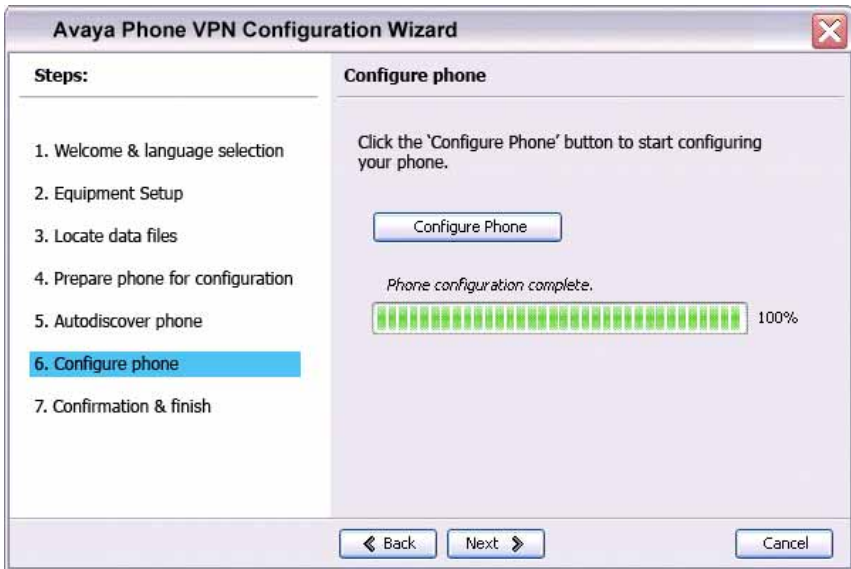 Avaya Phone VPN Configuration Wizard
Steps:
1. Welcome & language selection
2. Equipment Setup
3. Locate data files
4. Prepare phone for configuration
5. Autodiscover phone
6. Configure phone
7. Confirmation & finish
Configure phone
Click the ‘Configure Phone’ button to start configuring
your phone.
Configure Phone
Phone configuration complete.
100%
Back
Next
Cancel